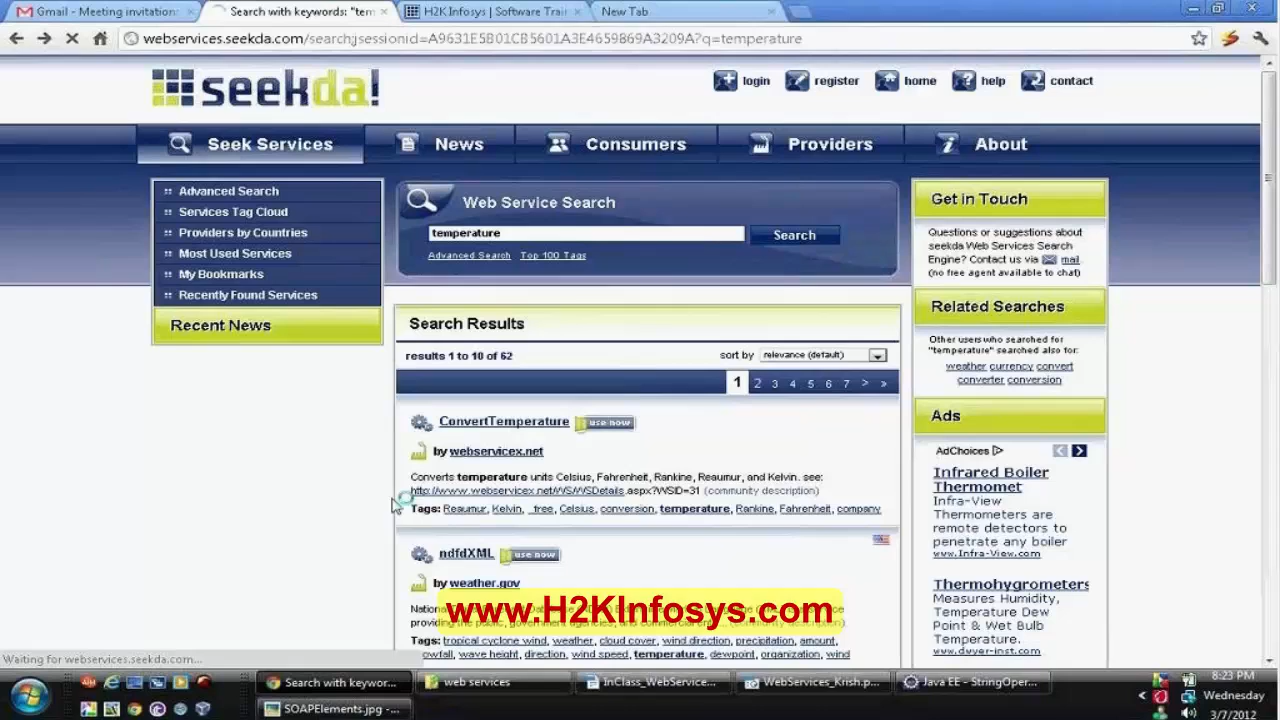 Gmail - Meeting invitations
Search with keywords: "tem
H2K Infosys | Software Train
New Tab
webservices.seekda.com/search;jsessionid=A9631E5B01CB5601A3E4659869A3209A?q=temperature
seekda!
login
register
home
help
contact
Seek Services
News
Consumers
Providers
About
Advanced Search
Services Tag Cloud
Providers by Countries
Most Used Services
My Bookmarks
Recently Found Services
Recent News
Web Service Search
temperature
Search
Advanced Search
Top 100 Tags
Search Results
results 1 to 10 of 62
sort by
relevance (default)
1 2 3 4 5 6 7 > »
ConvertTemperature
use now
by webservicex.net
Converts temperature units Celsius, Fahrenheit, Rankine, Reaumur, and Kelvin. see:
http://www.webservicex.net/WS/WSDetails.aspx?WSID=31 (community description)
Tags: Reaumur, Kelvin, _free, Celsius, conversion, temperature, Rankine, Fahrenheit, company
ndfdXML
use now
by weather.gov
www.H2KInfosys.com
Tags: tropical cyclone wind, weather, cloud cover, wind direction, precipitation, amount,
wave height, direction, wind speed, temperature, dewpoint, organization, wind
Get in Touch
Questions or suggestions about
seekda Web Services Search
Engine? Contact us via mail.
(no free agent available to chat)
Related Searches
Other users who searched for
"temperature" searched also for:
weather currency convert
converter conversion
Ads
AdChoices
Infrared Boiler
Thermomet
Infra-View
Thermometers are
remote detectors to
penetrate any boiler
www.Infra-View.com
Thermohygrometers
Measures Humidity,
Temperature Dew
Point & Wet Bulb
Temperature.
www.dwyer-inst.com
Waiting for webservices.seekda.com...
Search with keywor...
web services
InClass_WebService...
WebServices_Krish.p...
Java EE - StringOper...
SOAPElements.jpg -...
8:23 PM
Wednesday
3/7/2012